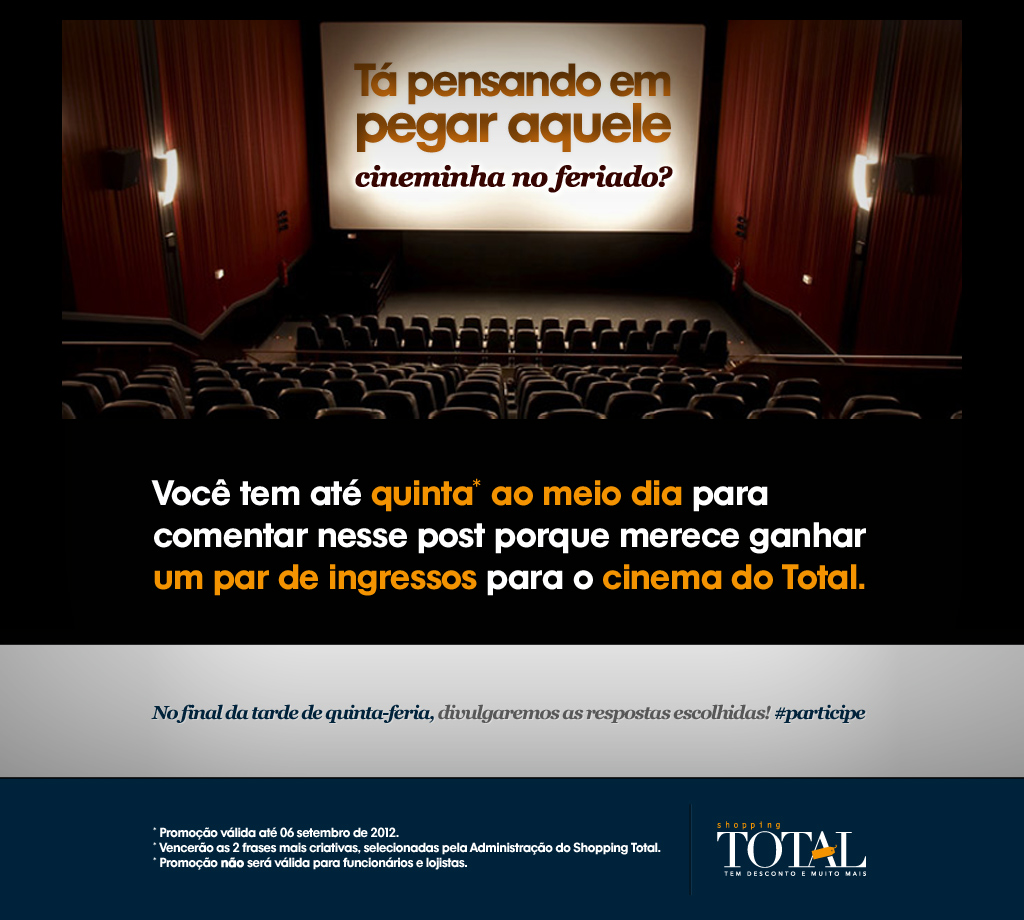 Tá pensando em
pegar aquele
cineminha no feriado?
Você tem até quinta* ao meio dia para
comentar nesse post porque merece ganhar
um par de ingressos para o cinema do Total.
No final da tarde de quinta-feria, divulgaremos as respostas escolhidas! #participe
* Promoção válida até 06 setembro de 2012.
* Vencerão as 2 frases mais criativas, selecionadas pela Administração do Shopping Total.
* Promoção não será válida para funcionários e lojistas.
shopping
TOTAL
TEM DESCONTO E MUITO MAIS